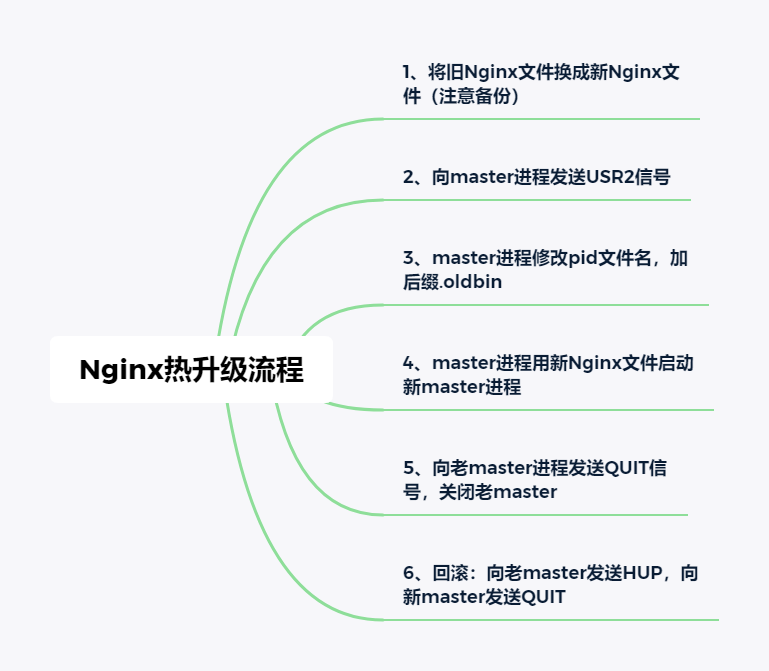 1、将旧Nginx文件换成新Nginx文
件（注意备份）
2、向master进程发送USR2信号
3、master进程修改pid文件名，加
后缀.oldbin
Nginx热升级流程
4、master进程用新Nginx文件启动
新master进程
5、向老master进程发送QUIT信
号，关闭老master
6、回滚：向老master发送HUP，向
新master发送QUIT